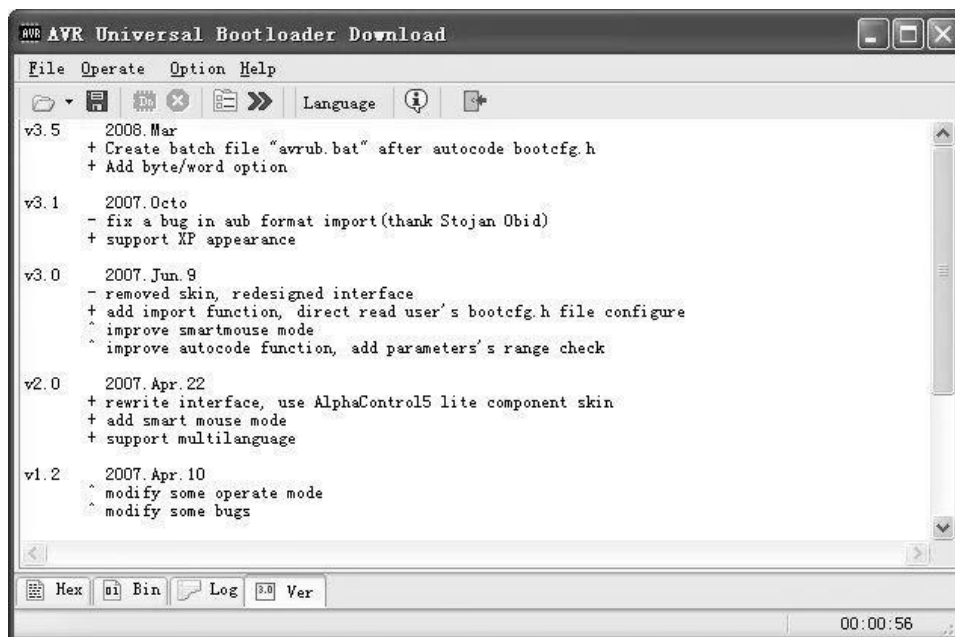 AVR AVR Universal Bootloader Download
File Operate Option Help
Language
v3.5 2008.Mar
+ Create batch file "avrub.bat" after autocode bootcfg.h
+ Add byte/word option
v3.1 2007.Octo
- fix a bug in aub format import(thank Stojan Obid)
+ support XP appearance
v3.0 2007.Jun.9
- removed skin, redesigned interface
+ add import function, direct read user's bootcfg.h file configure
^ improve smartmouse mode
^ improve autocode function, add parameters's range check
v2.0 2007.Apr.22
+ rewrite interface, use AlphaControl5 lite component skin
+ add smart mouse mode
+ support multilanguage
v1.2 2007.Apr.10
^ modify some operate mode
^ modify some bugs
Hex Bin Log 3.0 Ver
00:00:56